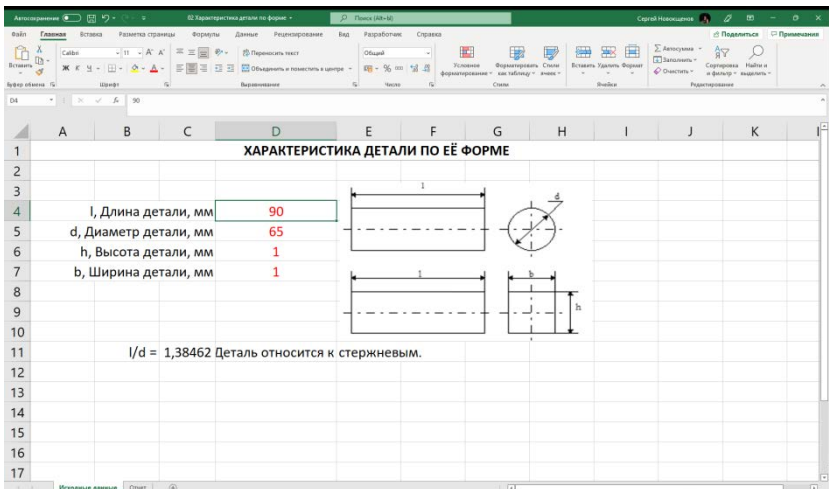 Автосохранение 02 Характеристика детали по форме Поиск (Alt+Ы) Сергей Новокщенов
Файл Главная Вставка Разметка страницы Формулы Данные Рецензирование Вид Разработчик Справка Поделиться Примечания
Calibri 11 Переносить текст Общий Автосумма
Вставить Ж К Ч Объединить и поместить в центре Условное форматирование Форматировать как таблицу Стили ячеек Вставить Удалить Формат Заполнить Очистить Сортировка и фильтр Найти и выделить
Буфер обмена Шрифт Выравнивание Число Стили Ячейки Редактирование
D4 fx 90
A B C D E F G H I J K
1 ХАРАКТЕРИСТИКА ДЕТАЛИ ПО ЕЁ ФОРМЕ
2
3 l d
4 l, Длина детали, мм 90
5 d, Диаметр детали, мм 65
6 h, Высота детали, мм 1
7 b, Ширина детали, мм 1 l b
8
9 h
10
11 l/d = 1,38462 Деталь относится к стержневым.
12
13
14
15
16
17
Исходные данные Отчет